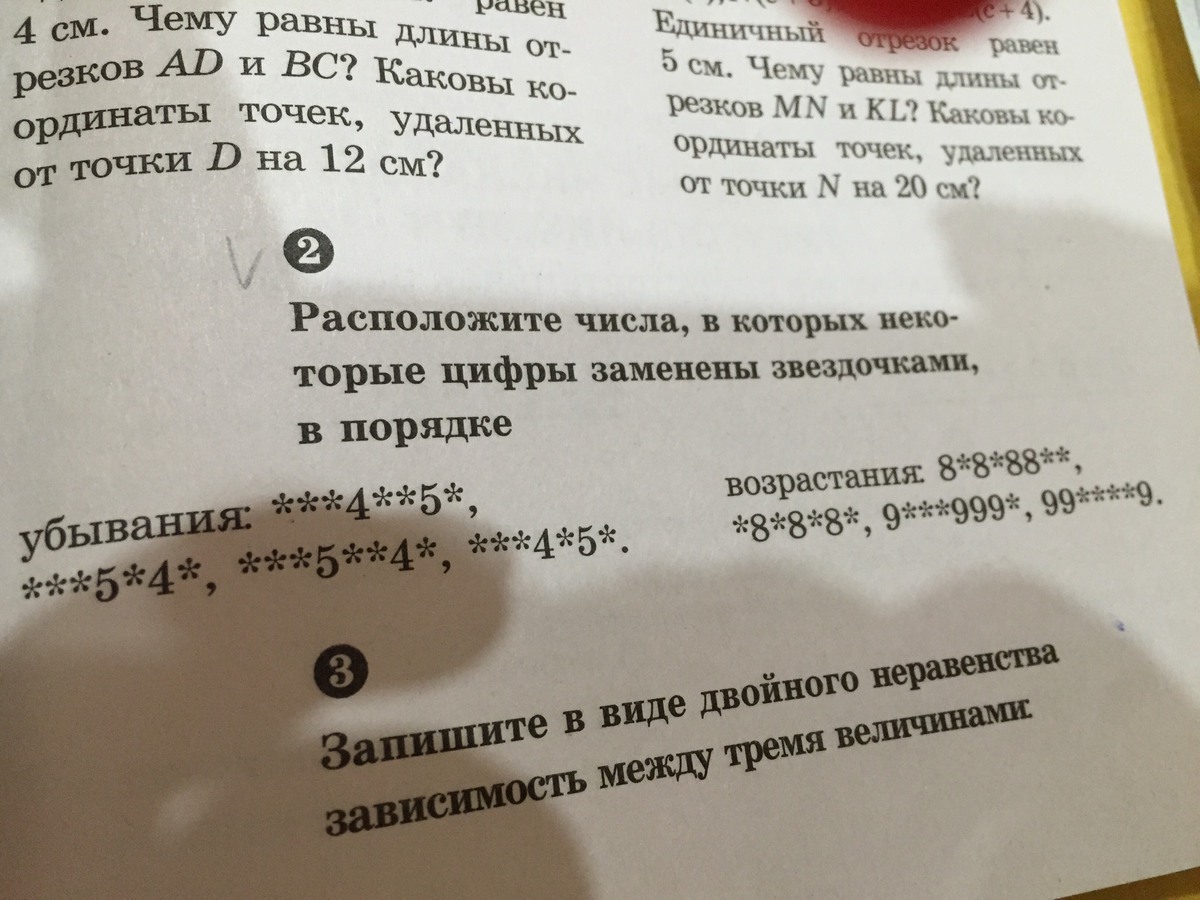 равен
4 см. Чему равны длины от-
резков AD и BC? Каковы ко-
ординаты точек, удаленных
от точки D на 12 см?
(c + 4).
Единичный отрезок равен
5 см. Чему равны длины от-
резков MN и KL? Каковы ко-
ординаты точек, удаленных
от точки N на 20 см?
2
Расположите числа, в которых неко-
торые цифры заменены звездочками,
в порядке
убывания: ***4**5*,
***5*4*, ***5**4*, ***4*5*.
возрастания: 8*8*88**,
*8*8*8*, 9***999*, 99****9.
3
Запишите в виде двойного неравенства
зависимость между тремя величинами: